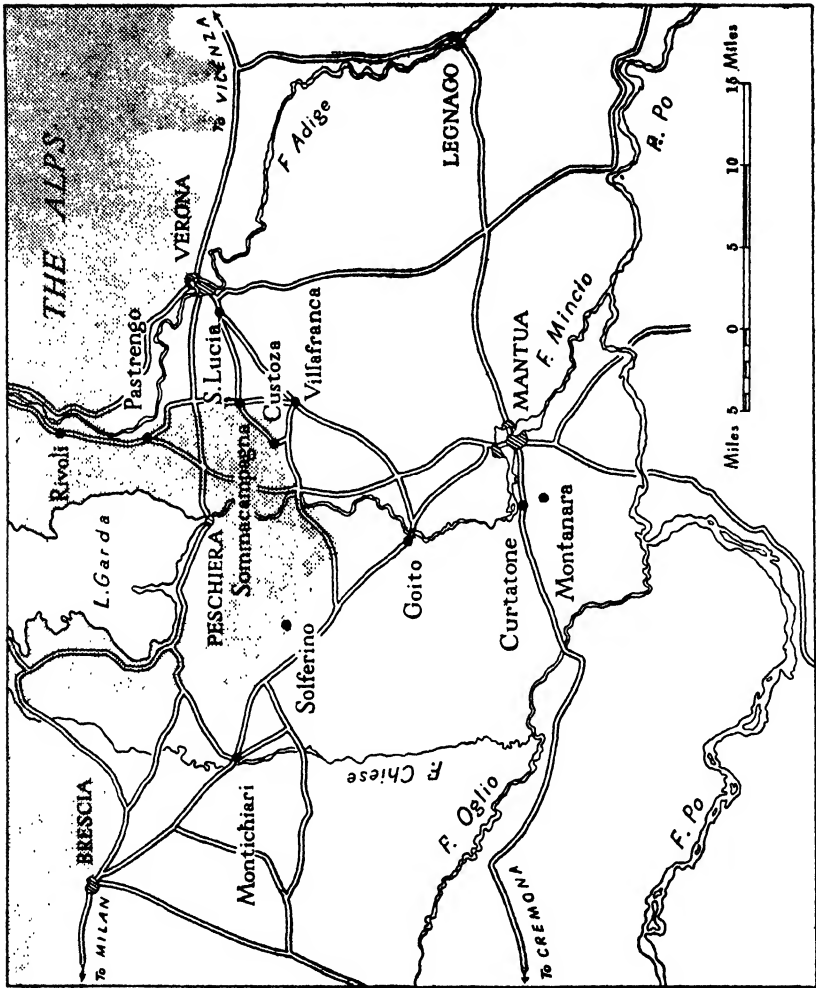 THE ALPS
To VICENZA
VERONA
Pastrengo
Rivoli
L. Garda
S. Lucia
Custoza
Villafranca
F. Adige
LEGNAGO
PESCHIERA
Sommacampagna
Solferino
BRESCIA
To MILAN
Montichiari
Goito
MANTUA
F. Mincio
Curtatone
Montanara
F. Chiese
F. Oglio
To CREMONA
F. Po
R. Po
Miles 5 0 5 10 15 Miles